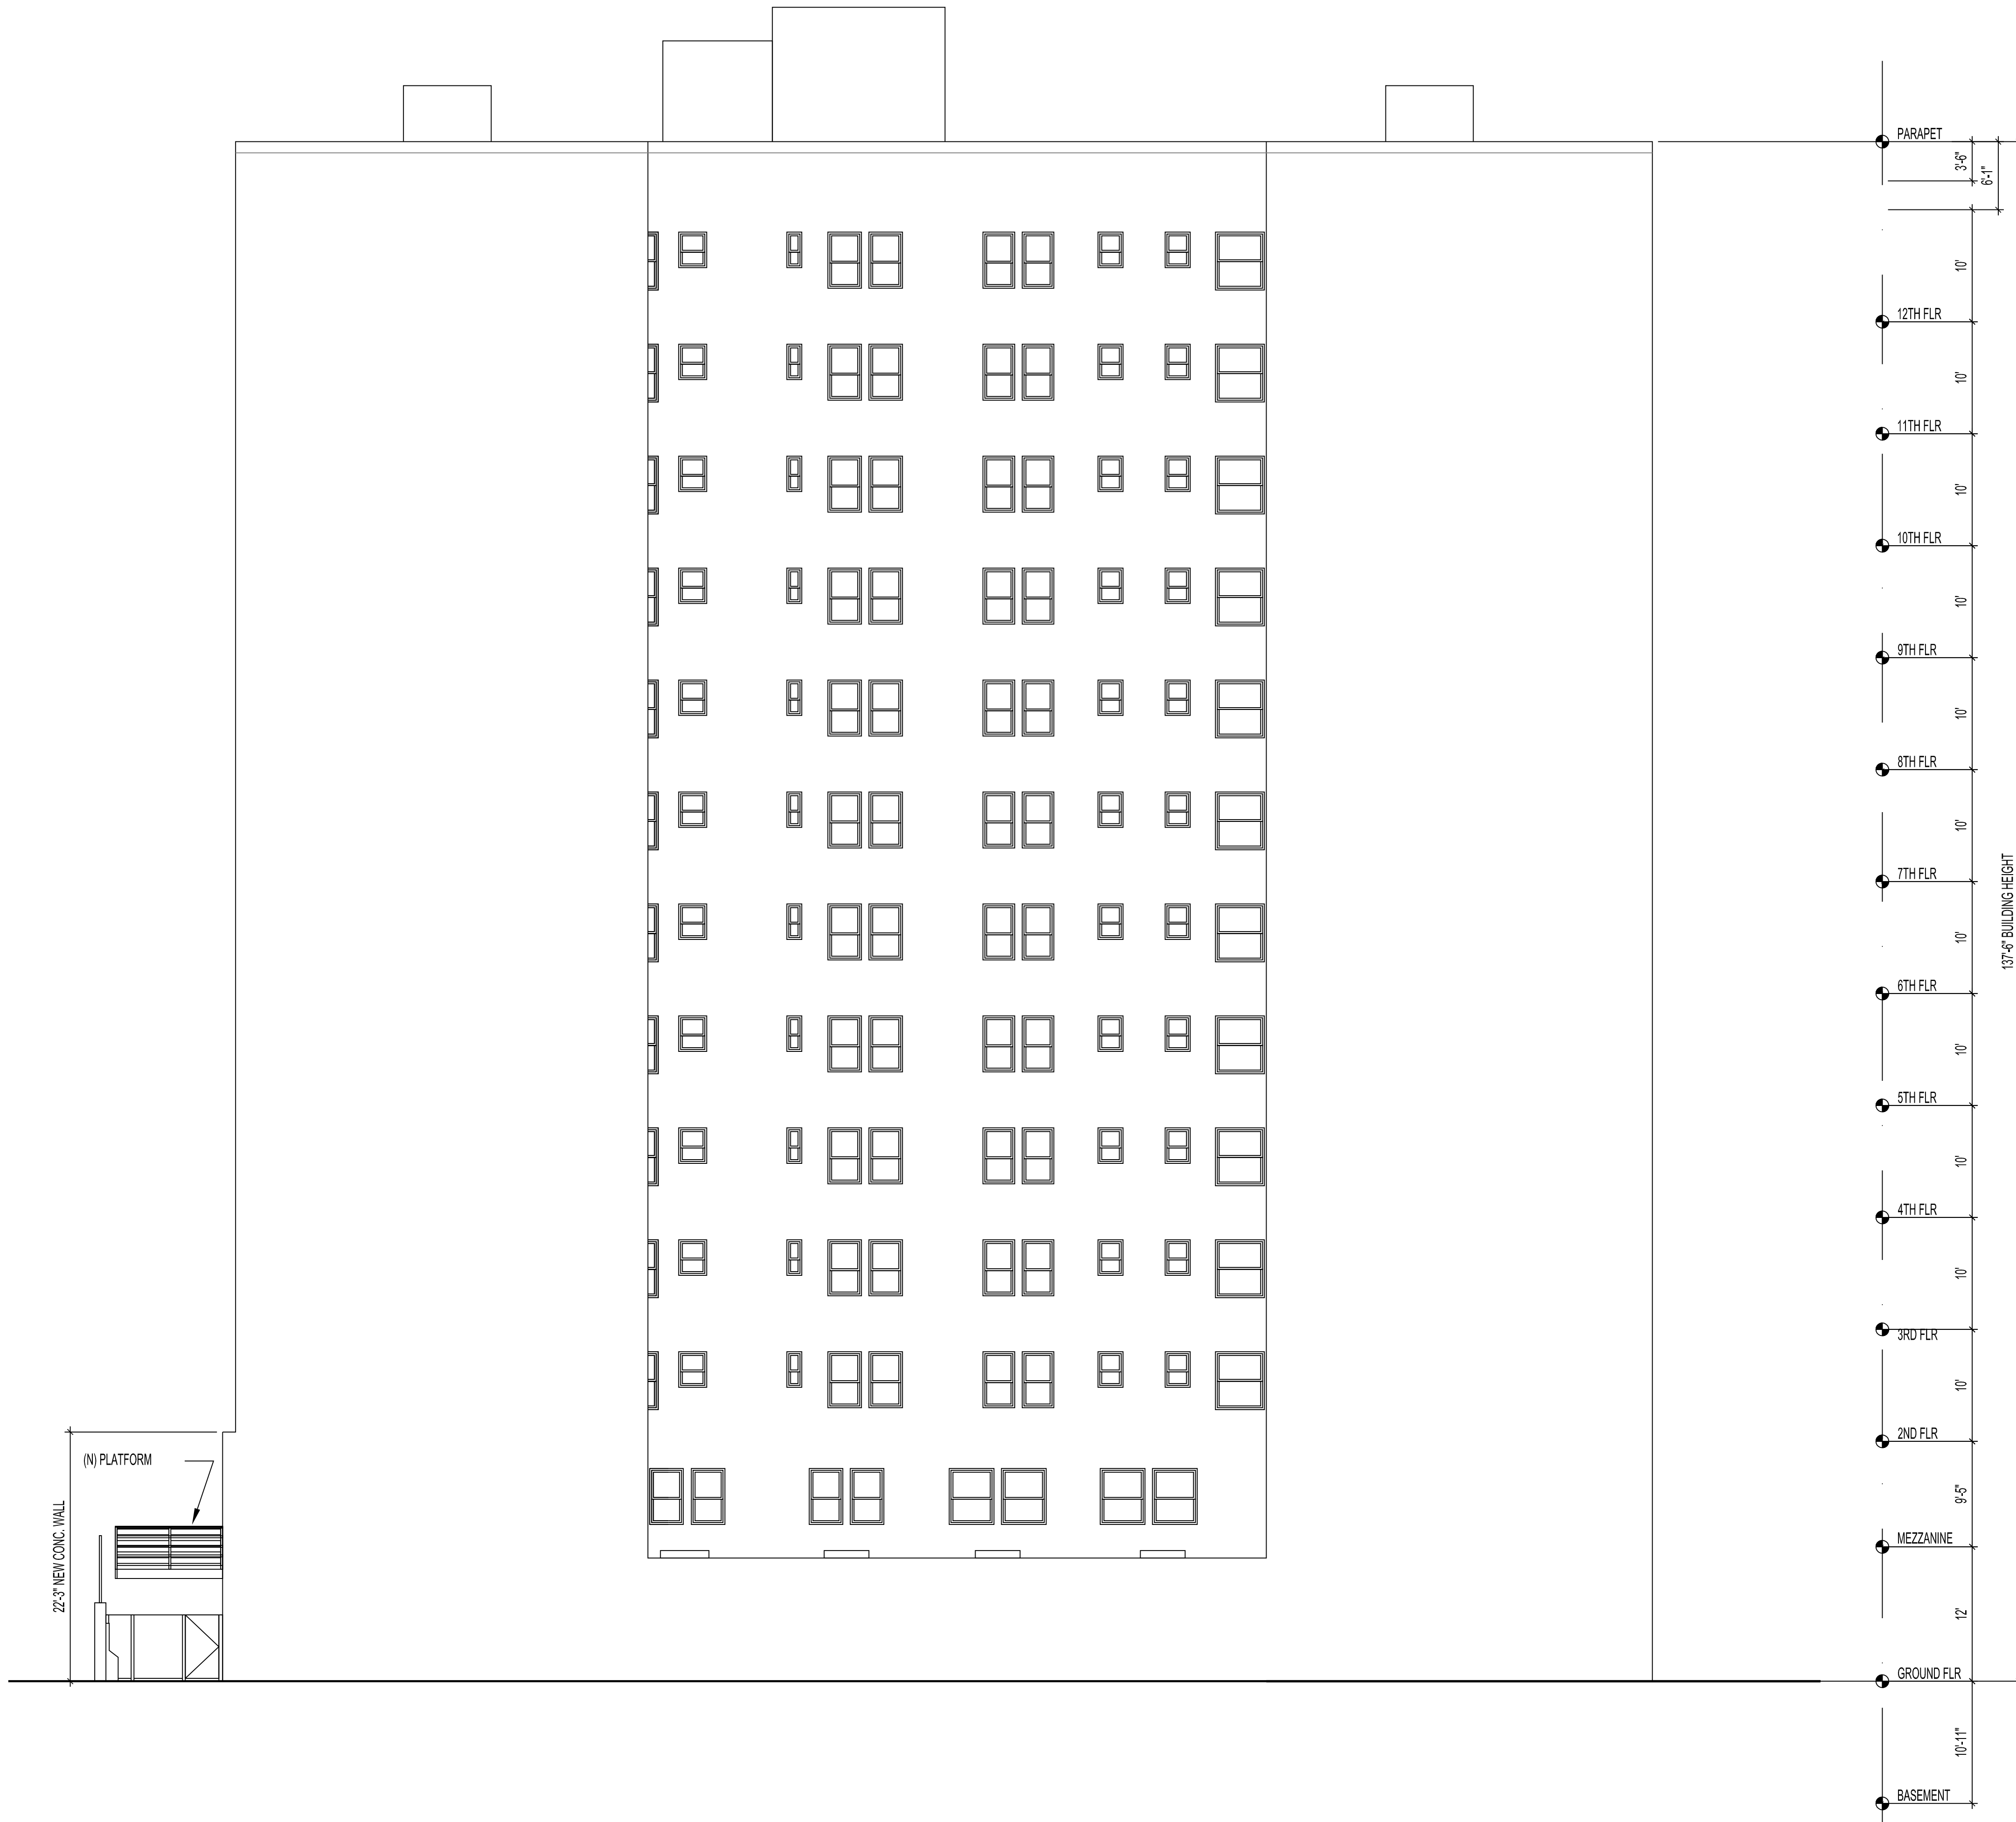 PARAPET
3'-6"
6'-1"
10'
12TH FLR
10'
11TH FLR
10'
10TH FLR
10'
9TH FLR
10'
8TH FLR
10'
7TH FLR
137'-6" BUILDING HEIGHT
10'
6TH FLR
10'
5TH FLR
10'
4TH FLR
10'
3RD FLR
10'
2ND FLR
(N) PLATFORM
9'-5"
22'-3" NEW CONC. WALL
MEZZANINE
12'
GROUND FLR
10'-11"
BASEMENT